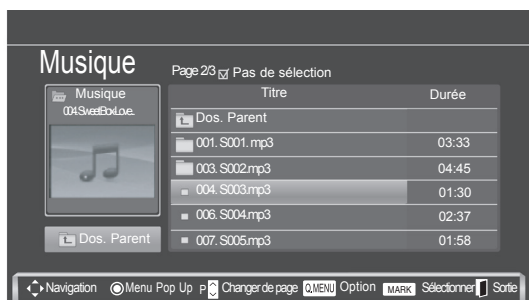 Musique
Page 2/3 Pas de sélection
Musique
004.SweetBoxLove..
Dos. Parent
Titre Durée
Dos. Parent
001. S001. mp3 03:33
003. S002.mp3 04:45
004. S003.mp3 01:30
006. S004.mp3 02:37
007. S005.mp3 01:58
Navigation Menu Pop Up P Changer de page Q.MENU Option MARK Sélectionner Sortie